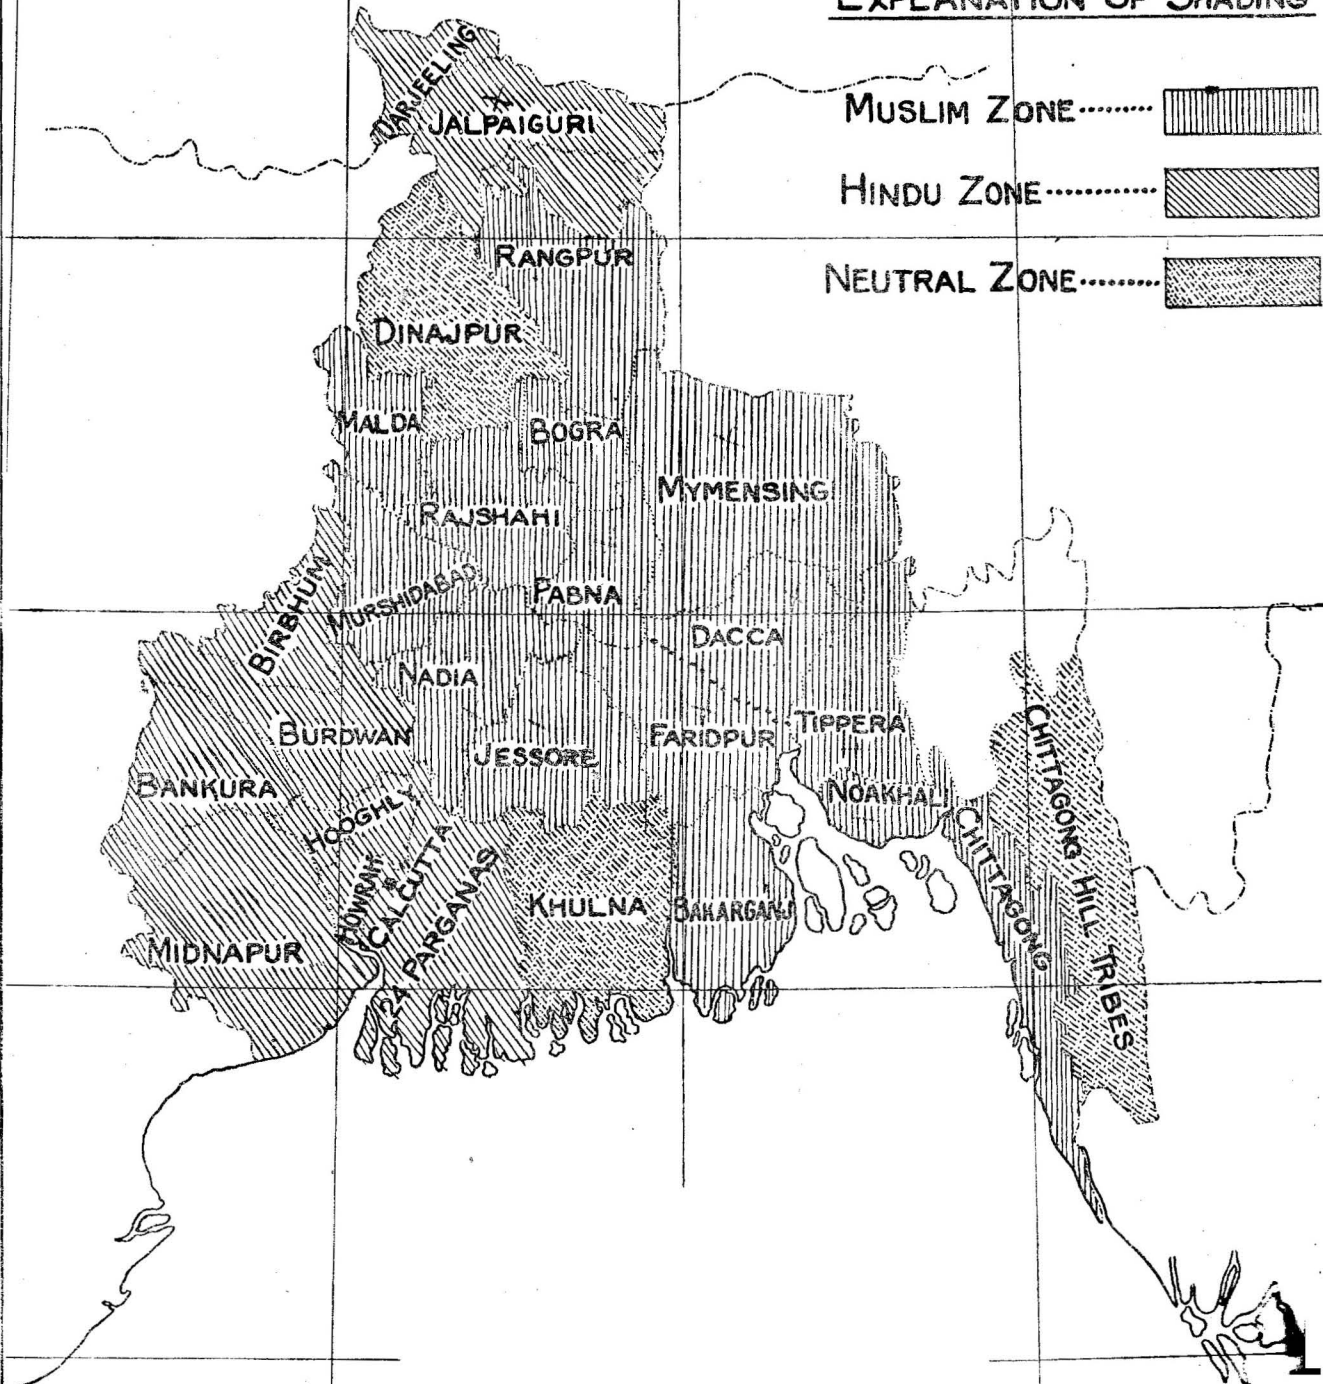 EXPLANATION OF SHADING
MUSLIM ZONE
HINDU ZONE
NEUTRAL ZONE
DARJEELING
JALPAIGURI
RANGPUR
DINAJPUR
MALDA
BOGRA
MYMENSING
RAJSHAHI
BIRBHUM
MURSHIDABAD
PABNA
DACCA
NADIA
BURDWAN
JESSORE
FARIDPUR
TIPPERA
BANKURA
HOOGHLY
NOAKHALI
CHITTAGONG
CHITTAGONG HILL TRIBES
HOWRAH
CALCUTTA
24 PARGANAS
KHULNA
BAKARGANJ
MIDNAPUR
1